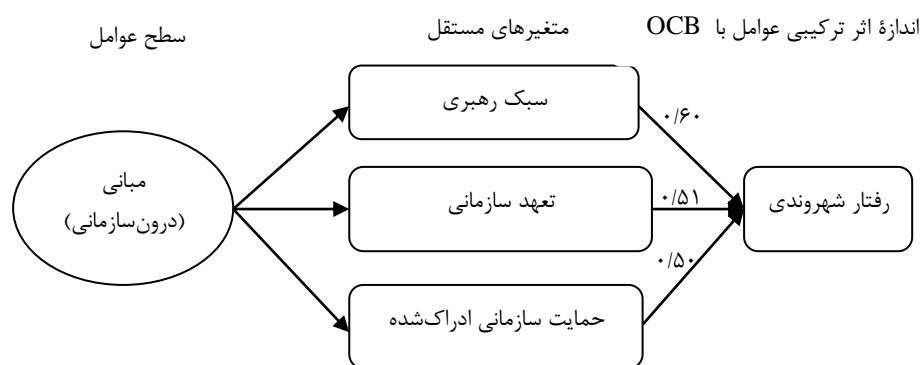 اندازهٔ اثر ترکیبی عوامل با OCB
متغیرهای مستقل
سطح عوامل
سبک رهبری
۰/۶۰
مبانی
(درون‌سازمانی)
تعهد سازمانی
۰/۵۱
رفتار شهروندی
۰/۵۰
حمایت سازمانی ادراک‌شده